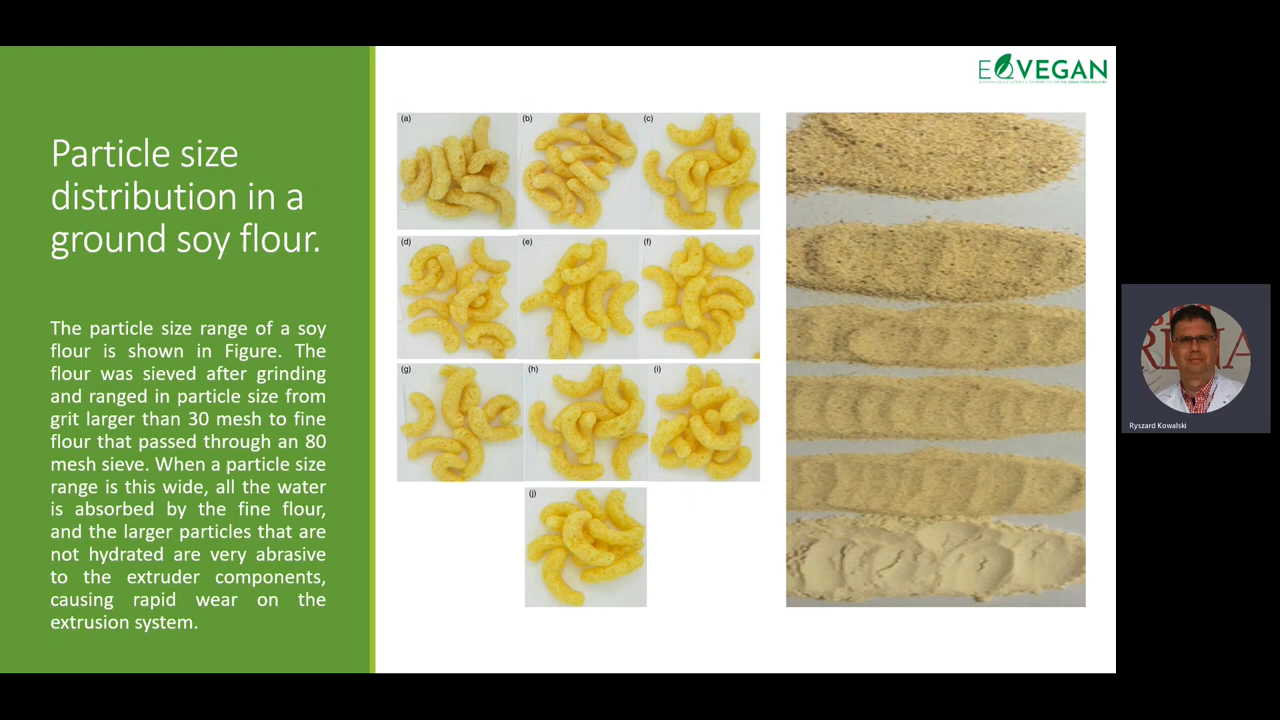 Particle size
distribution in a
ground soy flour.
The particle size range of a soy
flour is shown in Figure. The
flour was sieved after grinding
and ranged in particle size from
grit larger than 30 mesh to fine
flour that passed through an 80
mesh sieve. When a particle size
range is this wide, all the water
is absorbed by the fine flour,
and the larger particles that are
not hydrated are very abrasive
to the extruder components,
causing rapid wear on the
extrusion system.
EQVEGAN
(a) (b) (c)
(d) (e) (f)
(g) (h) (i)
(j)
Ryszard Kowalski